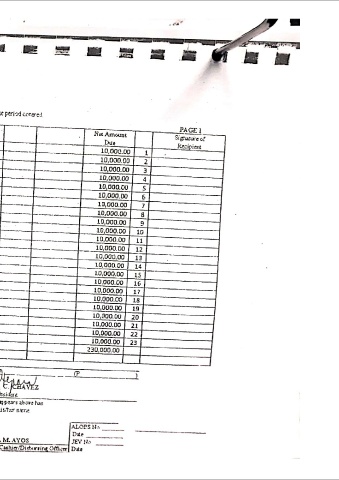 period covered
PAGE 1
Net Amount
Due
Signature of
Recipient
10,000.00 1
10,000.00 2
10,000.00 3
10,000.00 4
10,000.00 5
10,000.00 6
10,000.00 7
10,000.00 8
10,000.00 9
10,000.00 10
10,000.00 11
10,000.00 12
10,000.00 13
10,000.00 14
10,000.00 15
10,000.00 16
10,000.00 17
10,000.00 18
10,000.00 19
10,000.00 20
10,000.00 21
10,000.00 22
10,000.00 23
230,000.00
(P )
C. CHAVEZ
appears above has
his/her name
ALOBS No.
Date
M. AYOS
JEV No.
Cashier/Disbursing Officer
Date